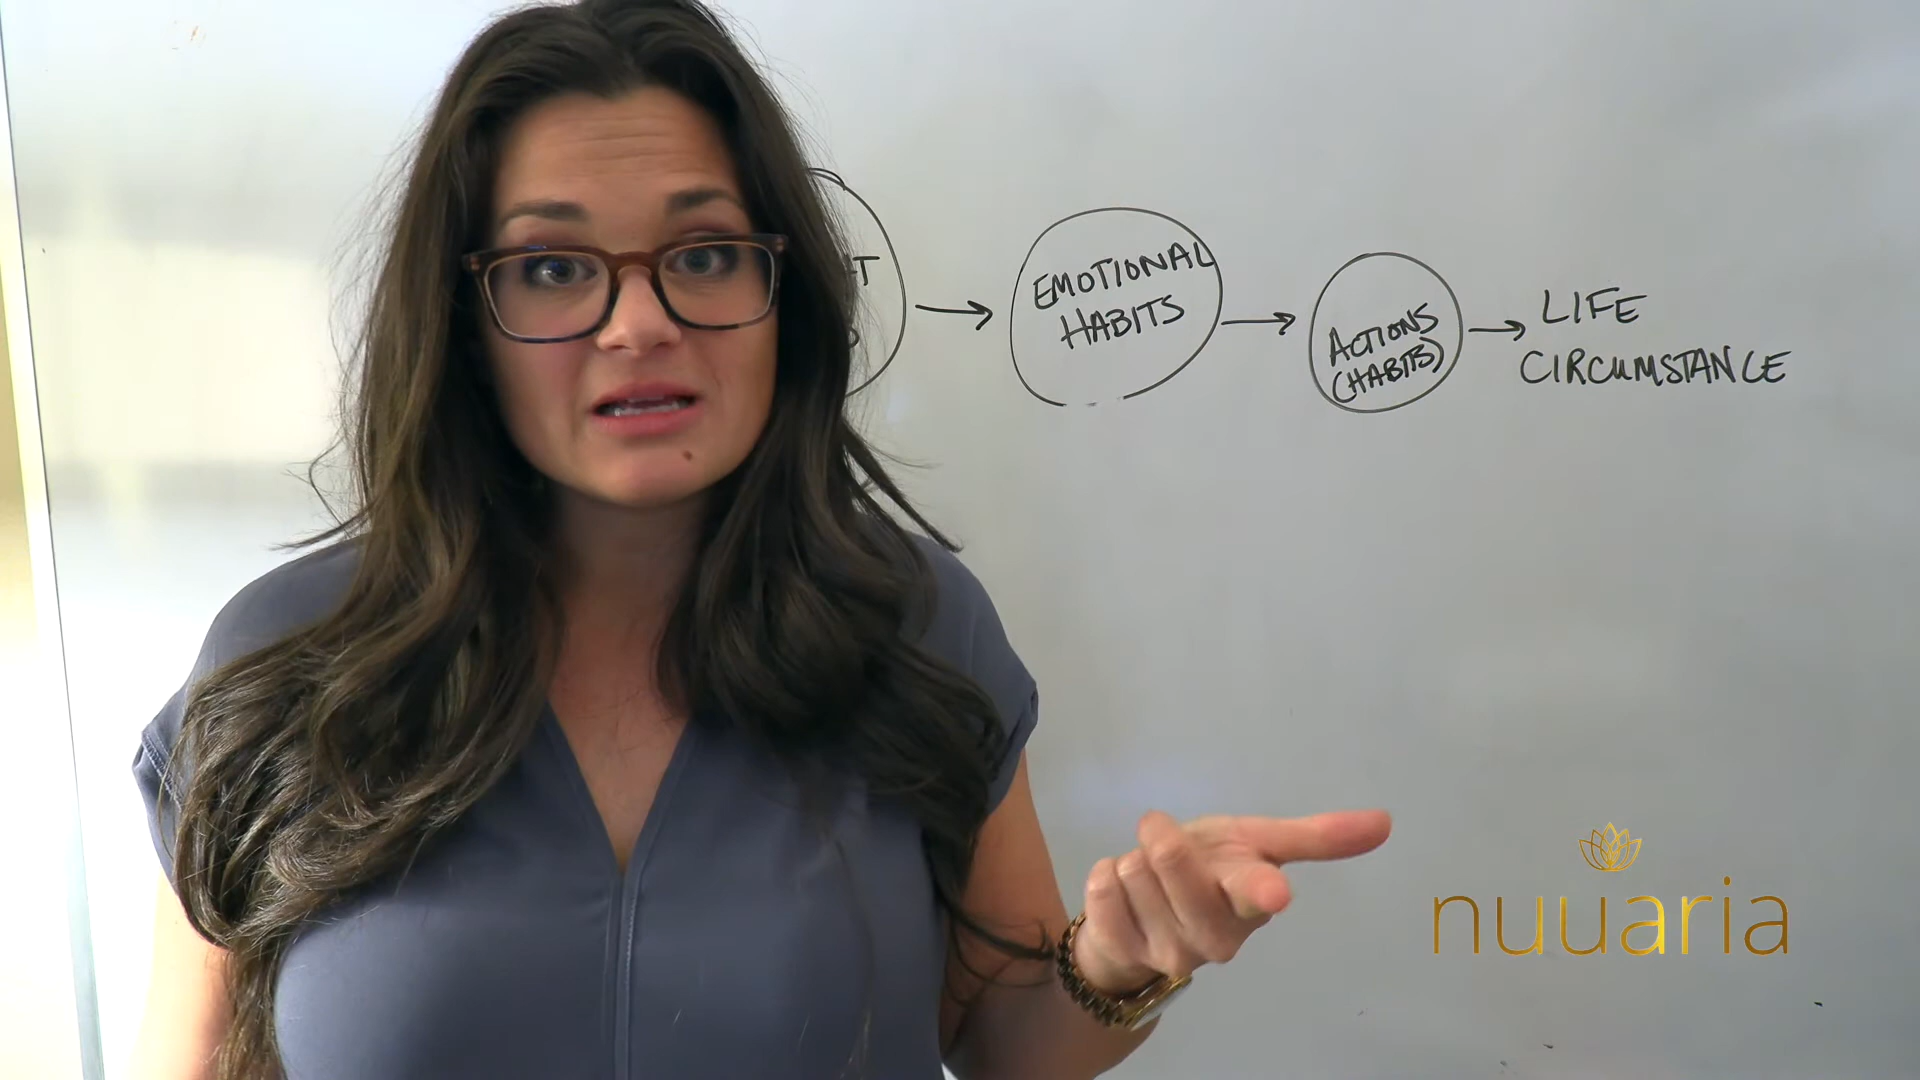 EMOTIONAL
HABITS
ACTIONS
(HABITS)
LIFE
CIRCUMSTANCE
nuuaria